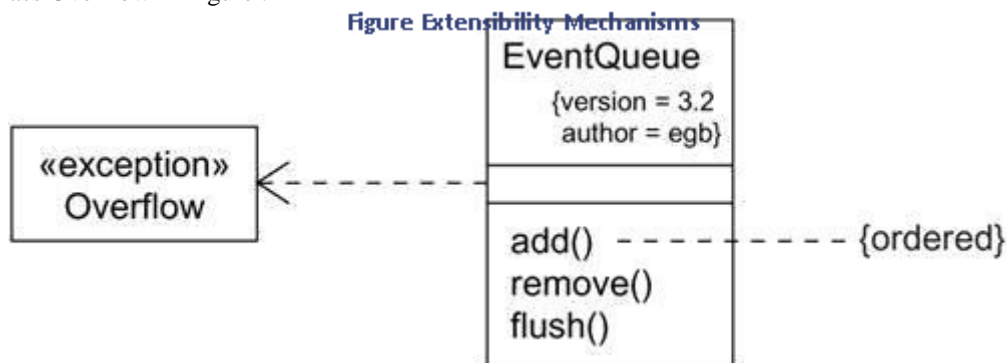 Figure Extensibility Mechanisms
EventQueue
{version = 3.2
author = egb}
«exception»
Overflow
add()
{ordered}
remove()
flush()